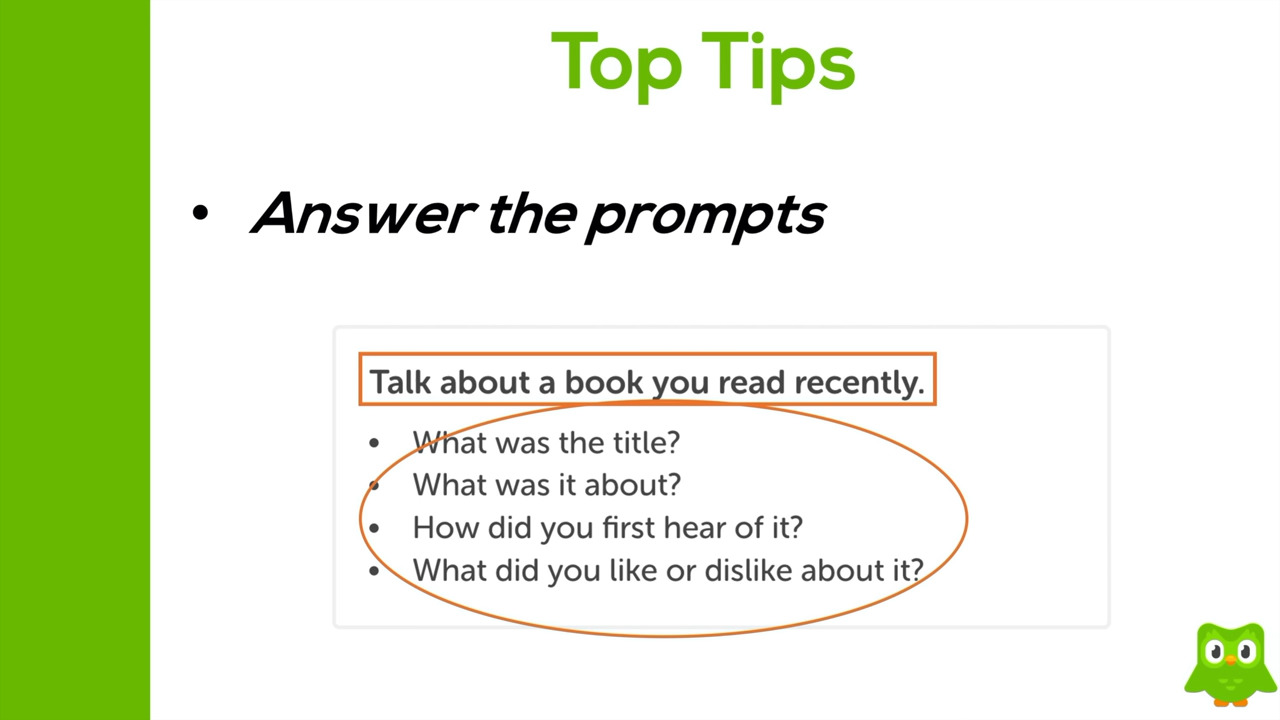 Top Tips
• Answer the prompts
Talk about a book you read recently.
• What was the title?
• What was it about?
• How did you first hear of it?
• What did you like or dislike about it?